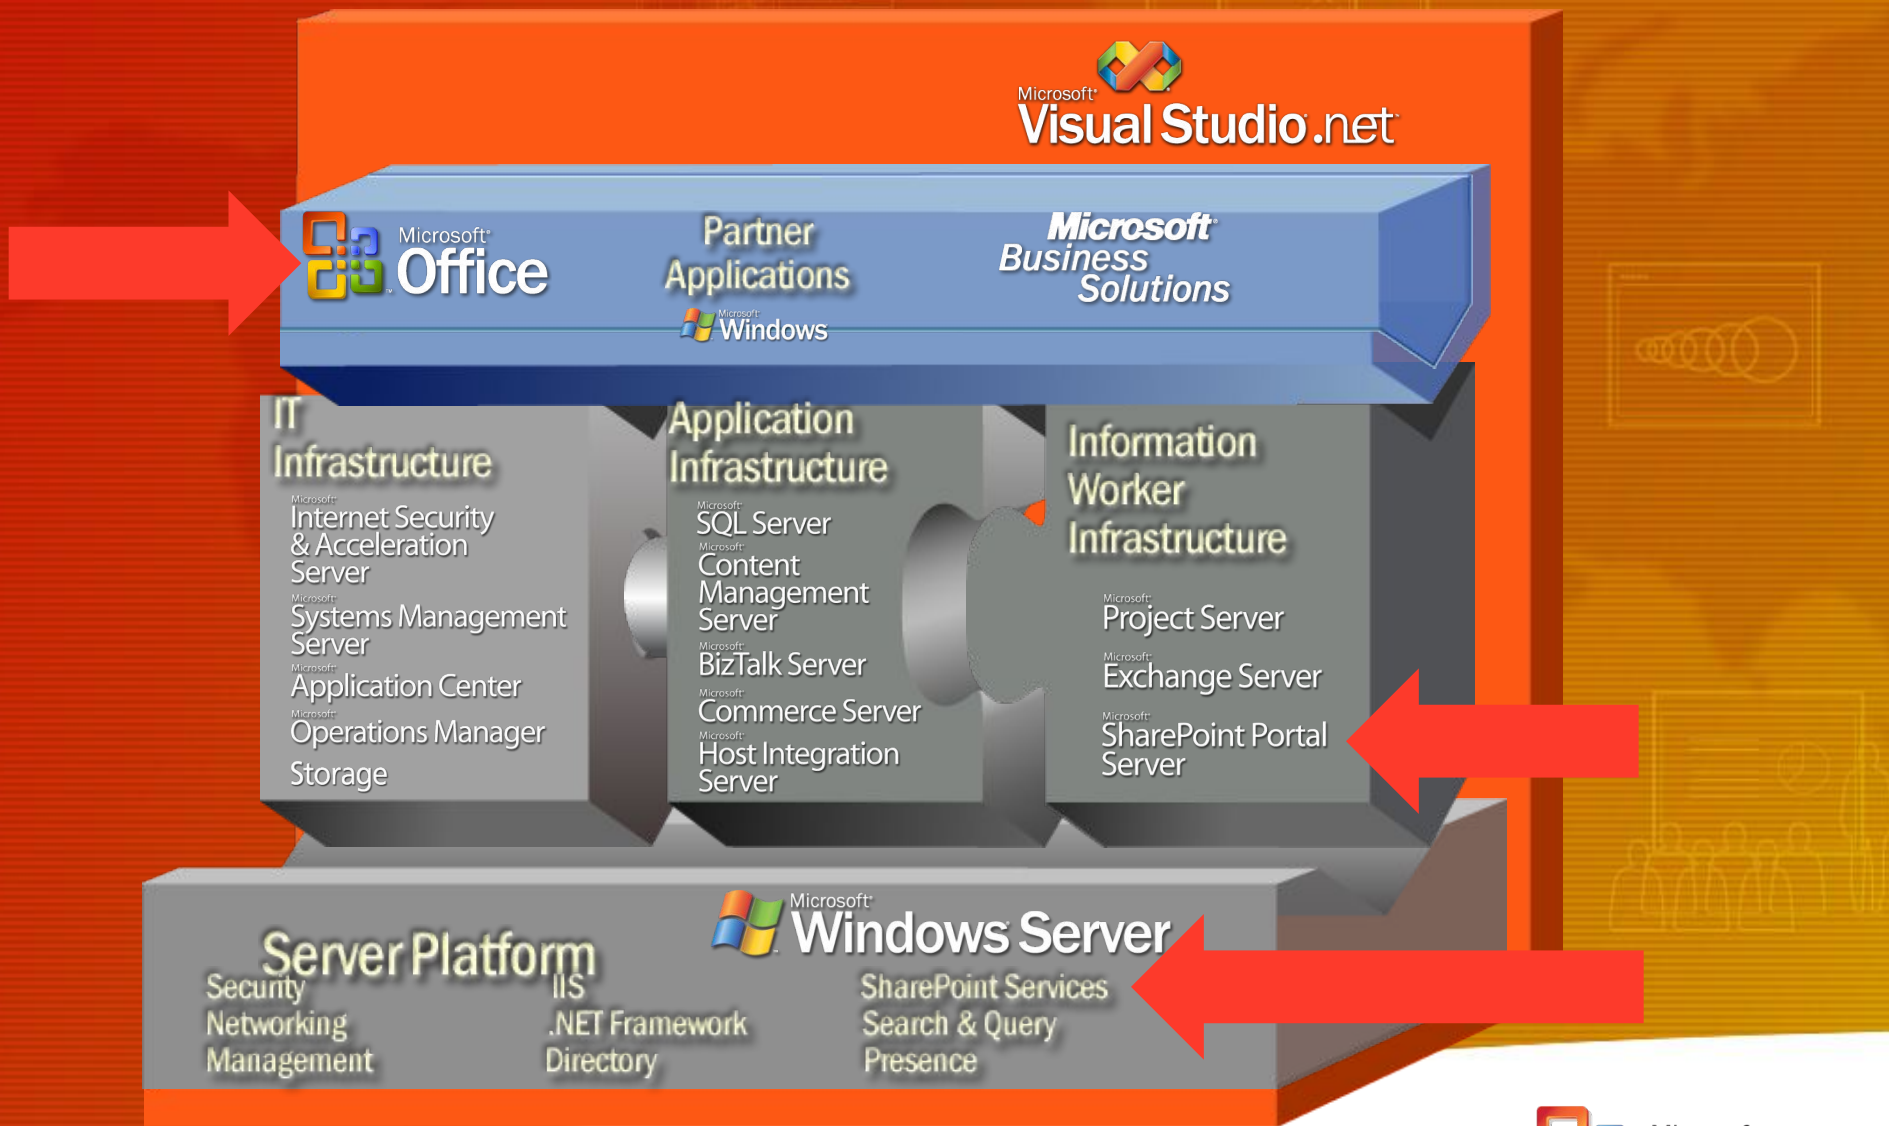 Microsoft®
Visual Studio .net
Microsoft®
Office
Partner
Applications
Microsoft®
Windows
Microsoft®
Business
Solutions
IT
Infrastructure
Microsoft®
Internet Security
& Acceleration
Server
Microsoft®
Systems Management
Server
Microsoft®
Application Center
Microsoft®
Operations Manager
Storage
Application
Infrastructure
Microsoft®
SQL Server
Microsoft®
Content
Management
Server
Microsoft®
BizTalk Server
Microsoft®
Commerce Server
Microsoft®
Host Integration
Server
Information
Worker
Infrastructure
Microsoft®
Project Server
Microsoft®
Exchange Server
Microsoft®
SharePoint Portal
Server
Server Platform
Microsoft®
Windows Server
Security
Networking
Management
IIS
.NET Framework
Directory
SharePoint Services
Search & Query
Presence